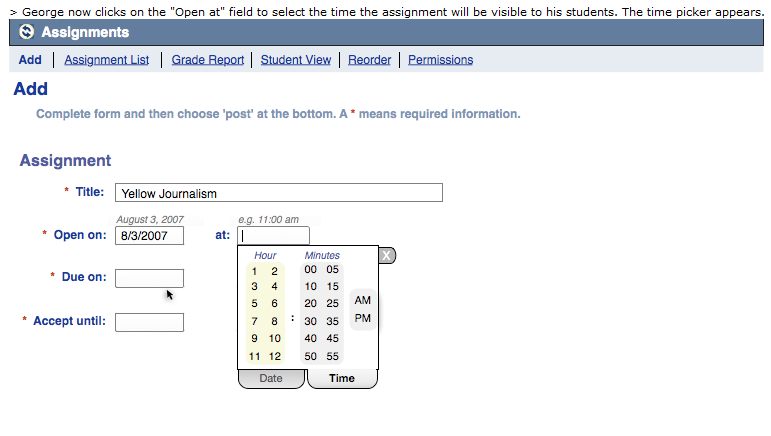 > George now clicks on the "Open at" field to select the time the assignment will be visible to his students. The time picker appears.
Assignments
Add | Assignment List | Grade Report | Student View | Reorder | Permissions
Add
Complete form and then choose 'post' at the bottom. A * means required information.
Assignment
* Title: Yellow Journalism
August 3, 2007 e.g. 11:00 am
* Open on: 8/3/2007 at:
Hour Minutes X
1 2 00 05
3 4 10 15
5 6 20 25 AM
7 8 : 30 35 PM
9 10 40 45
11 12 50 55
* Due on:
* Accept until:
Date Time